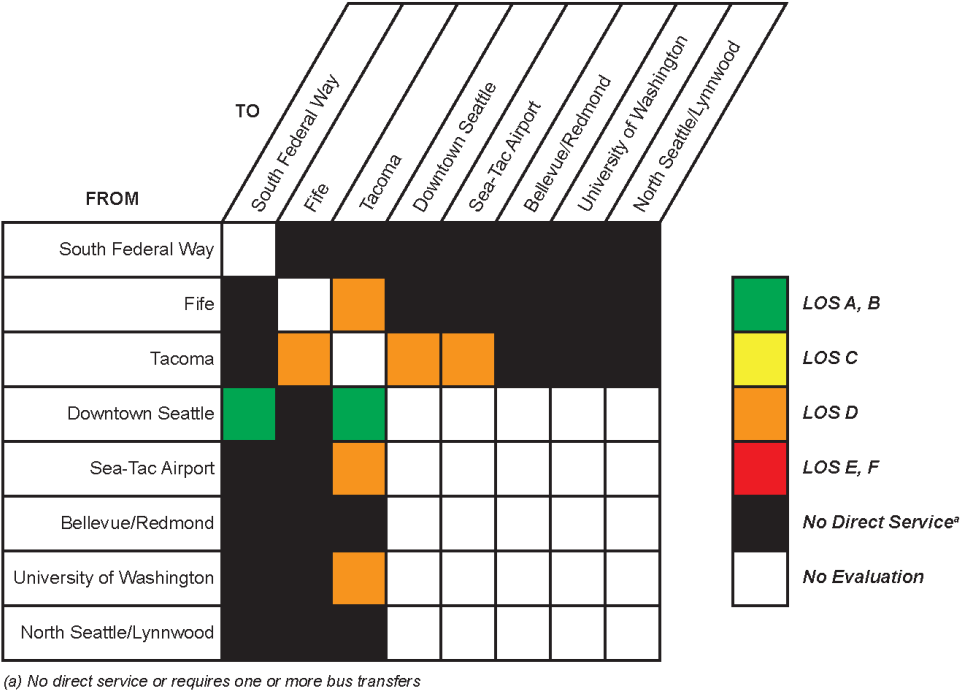 TO
South Federal Way
Fife
Tacoma
Downtown Seattle
Sea-Tac Airport
Bellevue/Redmond
University of Washington
North Seattle/Lynnwood
FROM
South Federal Way
Fife
Tacoma
Downtown Seattle
Sea-Tac Airport
Bellevue/Redmond
University of Washington
North Seattle/Lynnwood
LOS A, B
LOS C
LOS D
LOS E, F
No Direct Serviceª
No Evaluation
(a) No direct service or requires one or more bus transfers